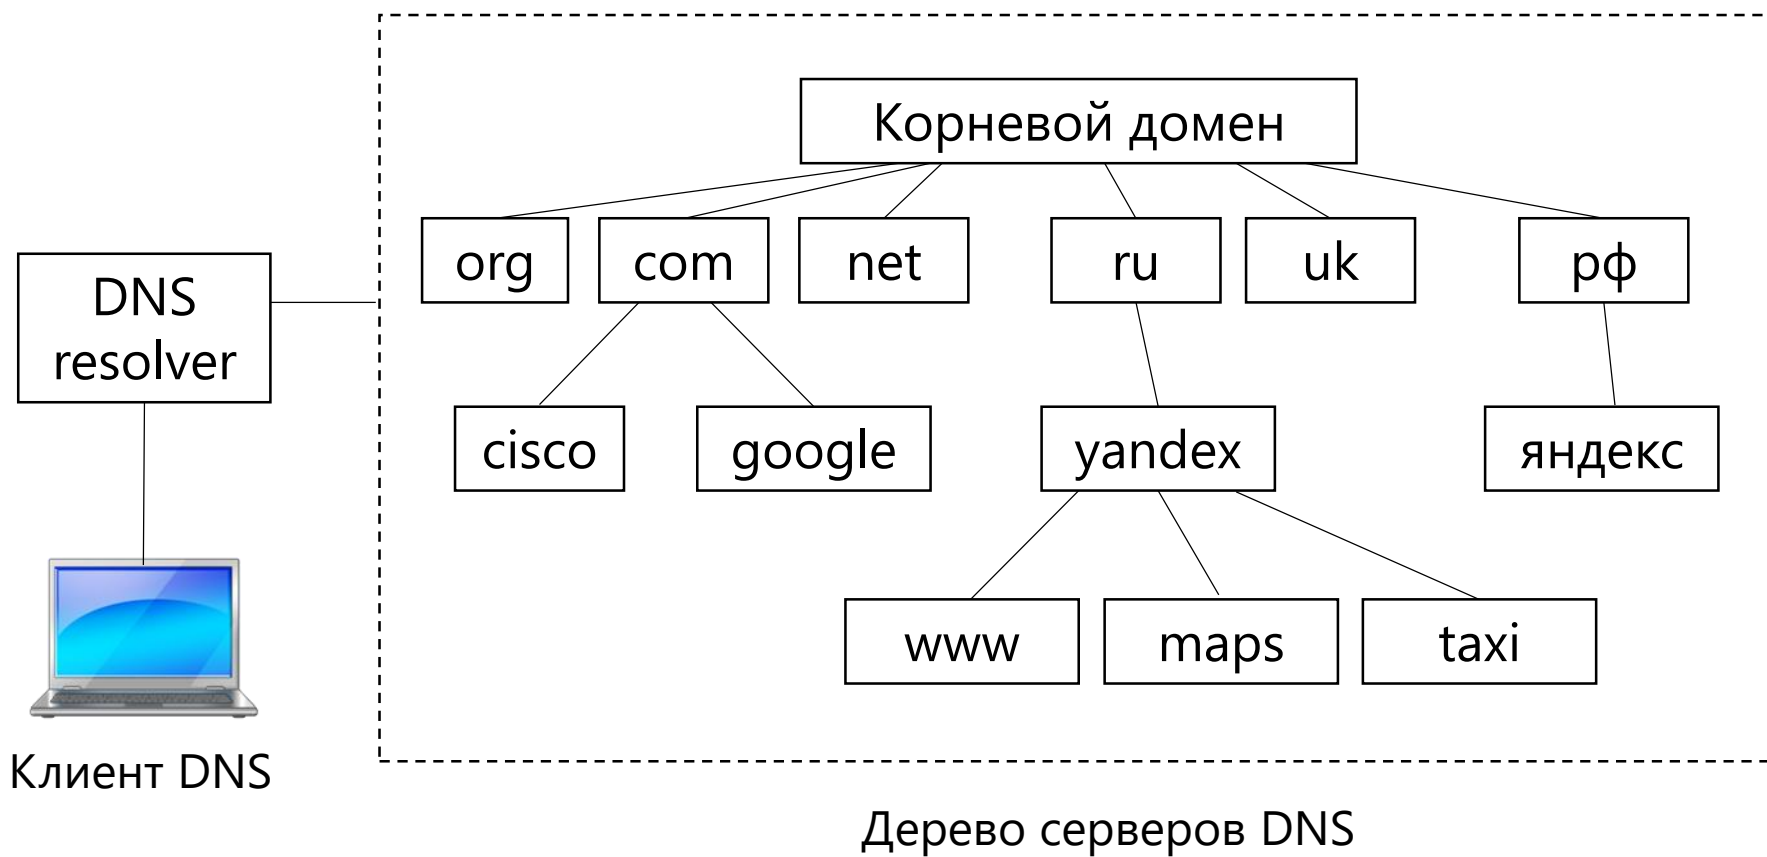 Корневой домен
org
com
net
ru
uk
рф
DNS
resolver
cisco
google
yandex
яндекс
www
maps
taxi
Клиент DNS
Дерево серверов DNS